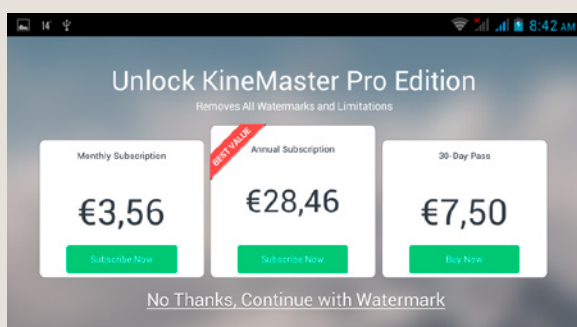 14°
8:42 AM
Unlock KineMaster Pro Edition
Removes All Watermarks and Limitations
Monthly Subscription
€3,56
Subscribe Now
BEST VALUE
Annual Subscription
€28,46
Subscribe Now
30-Day Pass
€7,50
Buy Now
No Thanks, Continue with Watermark